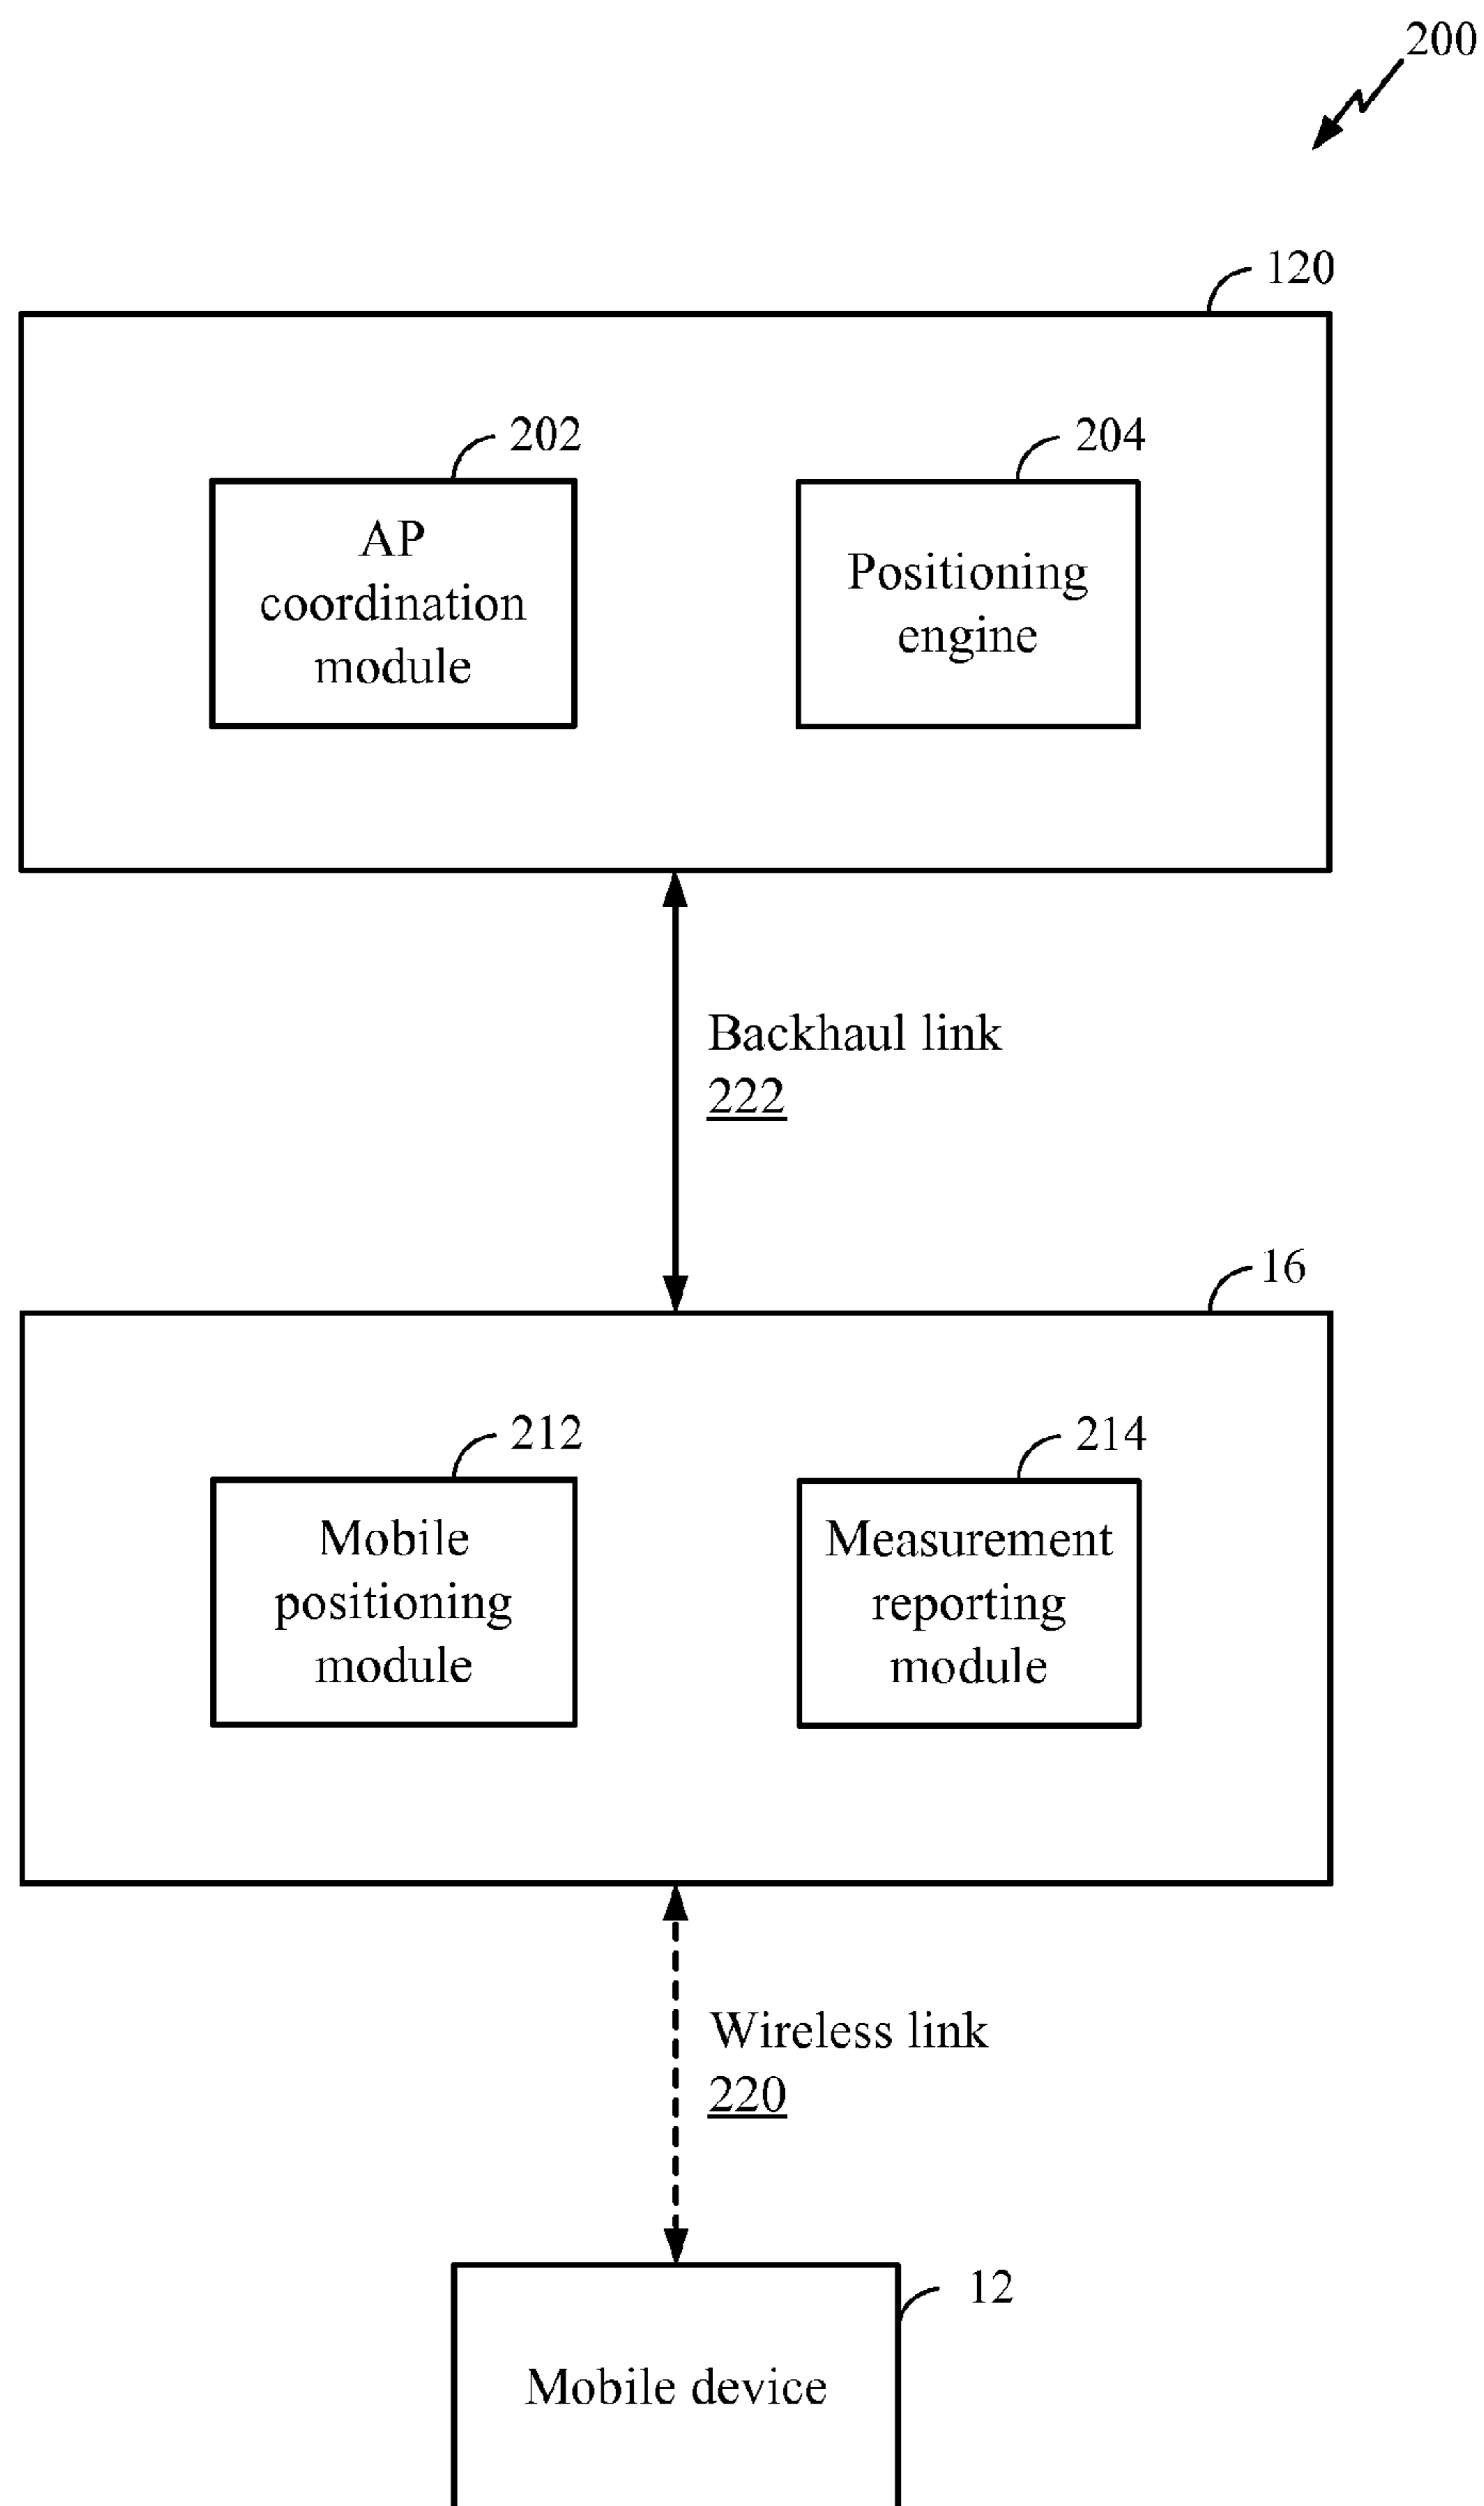 200
120
202
204
AP
coordination
module
Positioning
engine
Backhaul link
222
16
212
214
Mobile
positioning
module
Measurement
reporting
module
Wireless link
220
12
Mobile device